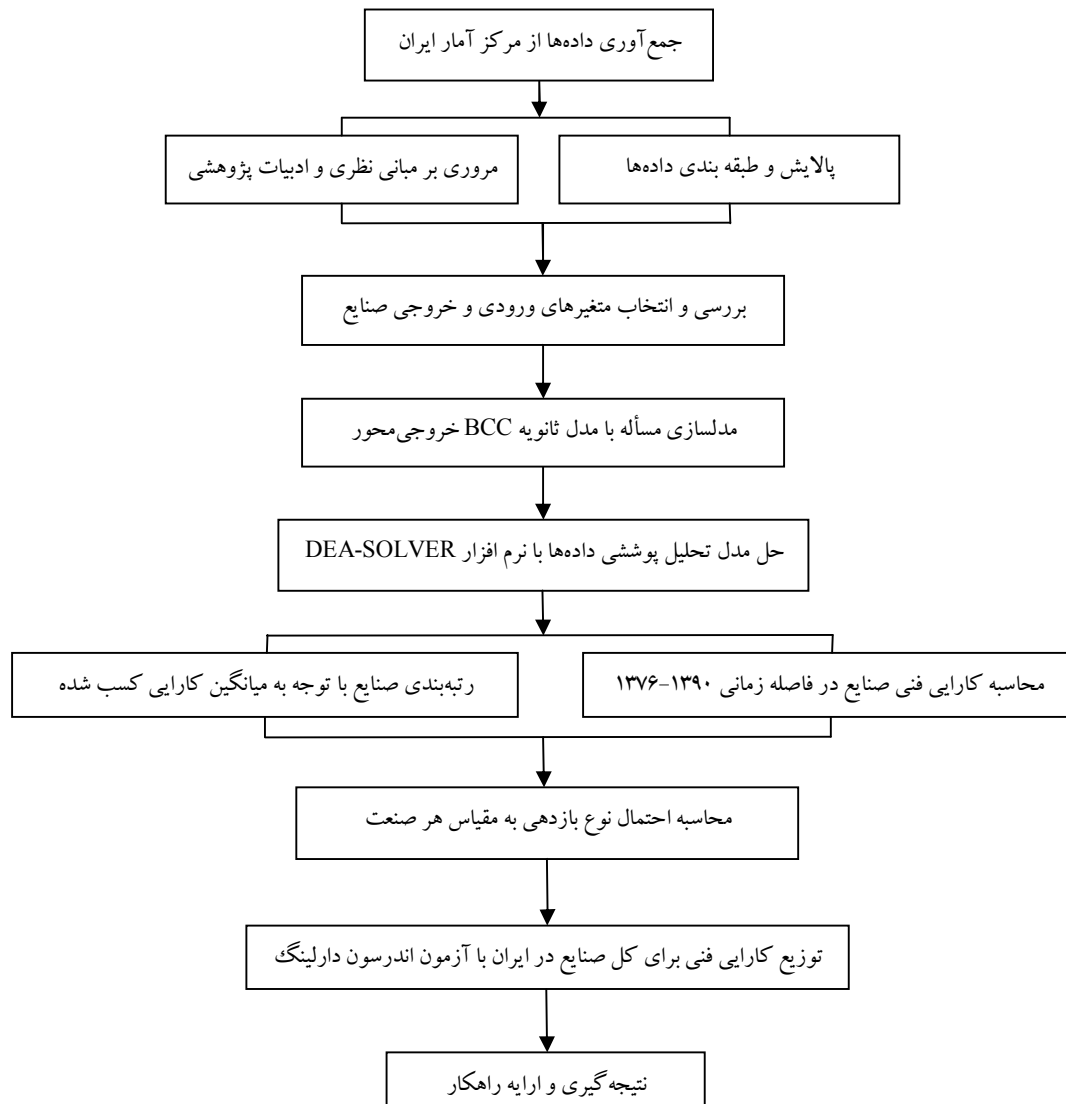 جمع‌آوری داده‌ها از مرکز آمار ایران
پالایش و طبقه بندی داده‌ها
مروری بر مبانی نظری و ادبیات پژوهشی
بررسی و انتخاب متغیرهای ورودی و خروجی صنایع
مدلسازی مسأله با مدل ثانویه BCC خروجی‌محور
حل مدل تحلیل پوششی داده‌ها با نرم افزار DEA-SOLVER
محاسبه کارایی فنی صنایع در فاصله زمانی ۱۳۹۰-۱۳۷۶
رتبه‌بندی صنایع با توجه به میانگین کارایی کسب شده
محاسبه احتمال نوع بازدهی به مقیاس هر صنعت
توزیع کارایی فنی برای کل صنایع در ایران با آزمون اندرسون دارلینگ
نتیجه‌گیری و ارایه راهکار